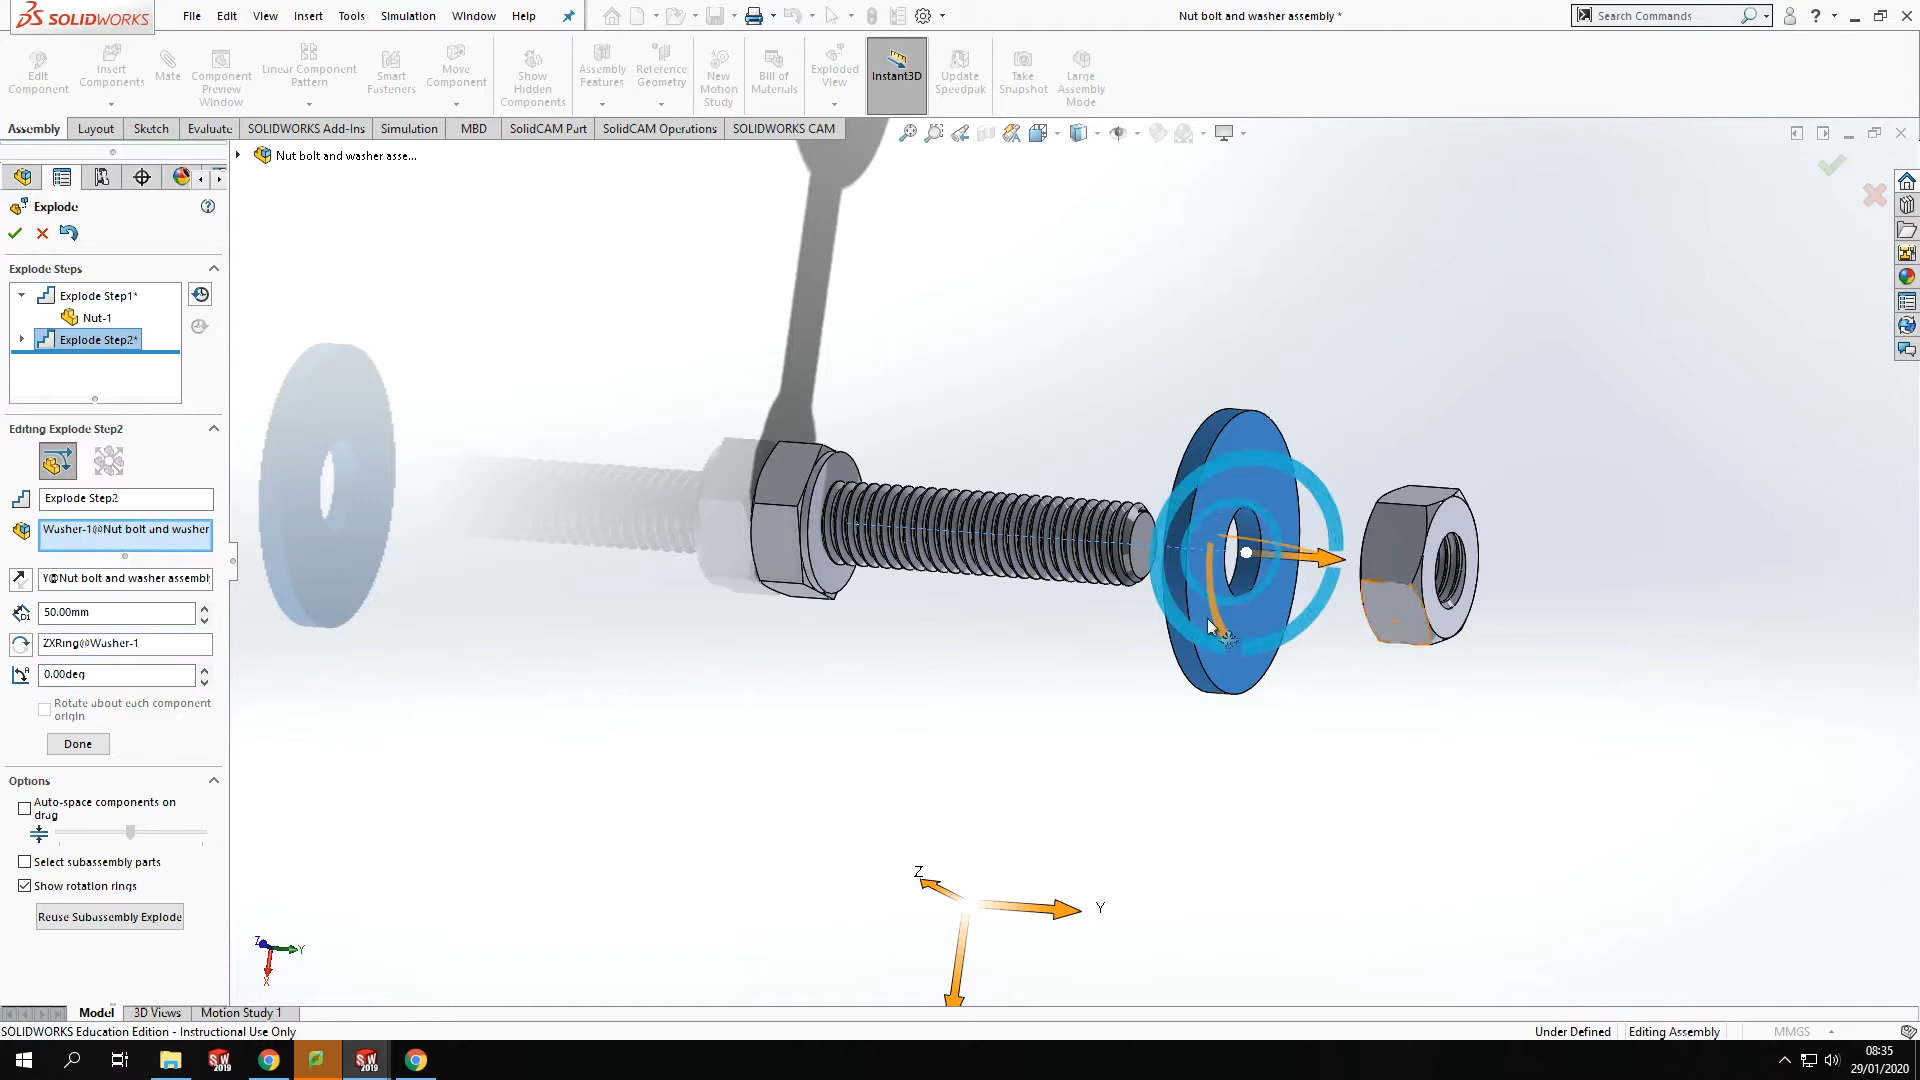 SOLIDWORKS
File Edit View Insert Tools Simulation Window Help
Nut bolt and washer assembly *
Search Commands
Edit Component
Insert Components
Mate
Component Preview Window
Linear Component Pattern
Smart Fasteners
Move Component
Show Hidden Components
Assembly Features
Reference Geometry
New Motion Study
Bill of Materials
Exploded View
Instant3D
Update Speedpak
Take Snapshot
Large Assembly Mode
Assembly Layout Sketch Evaluate SOLIDWORKS Add-Ins Simulation MBD SolidCAM Part SolidCAM Operations SOLIDWORKS CAM
Nut bolt and washer asse...
Explode
Explode Steps
Explode Step1*
Nut-1
Explode Step2*
Editing Explode Step2
Explode Step2
Washer-1@Nut bolt and washer
Y@Nut bolt and washer assembly
D1
50.00mm
ZXRing@Washer-1
0.00deg
Rotate about each component
origin
Done
Options
Auto-space components on
drag
Select subassembly parts
Show rotation rings
Reuse Subassembly Explode
Z
Y
Z
Y
X
Model 3D Views Motion Study 1
SOLIDWORKS Education Edition - Instructional Use Only
Under Defined Editing Assembly MMGS
SW 2019
SW 2019
08:35
29/01/2020